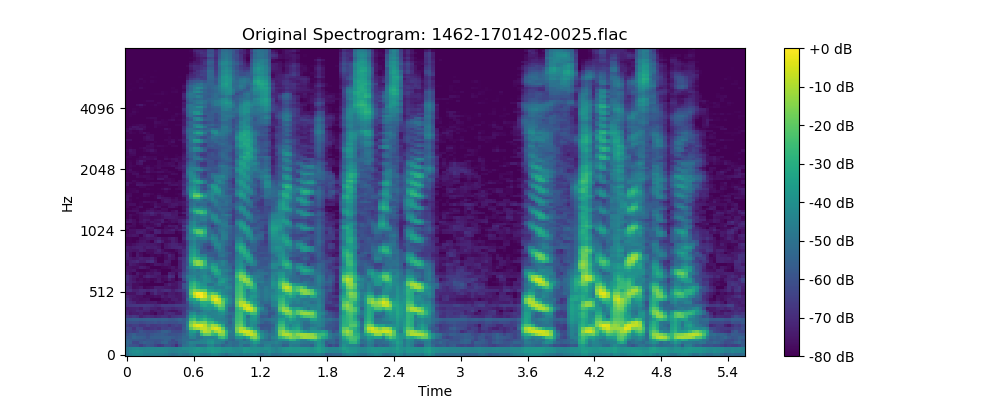 Original Spectrogram: 1462-170142-0025.flac
Hz
4096
2048
1024
512
0
0 0.6 1.2 1.8 2.4 3 3.6 4.2 4.8 5.4
Time
+0 dB
-10 dB
-20 dB
-30 dB
-40 dB
-50 dB
-60 dB
-70 dB
-80 dB